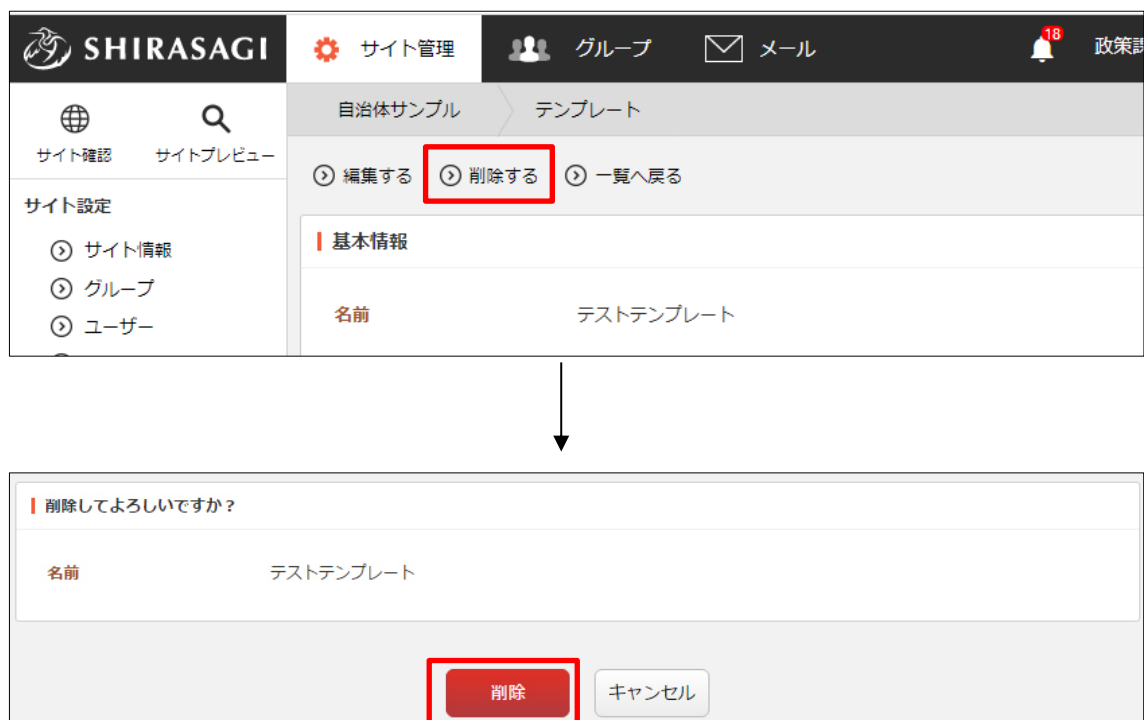 SHIRASAGI サイト管理 グループ メール 18 政策課
サイト確認 サイトプレビュー
自治体サンプル テンプレート
編集する 削除する 一覧へ戻る
サイト設定
サイト情報
グループ
ユーザー
基本情報
名前 テストテンプレート
削除してよろしいですか？
名前 テストテンプレート
削除 キャンセル